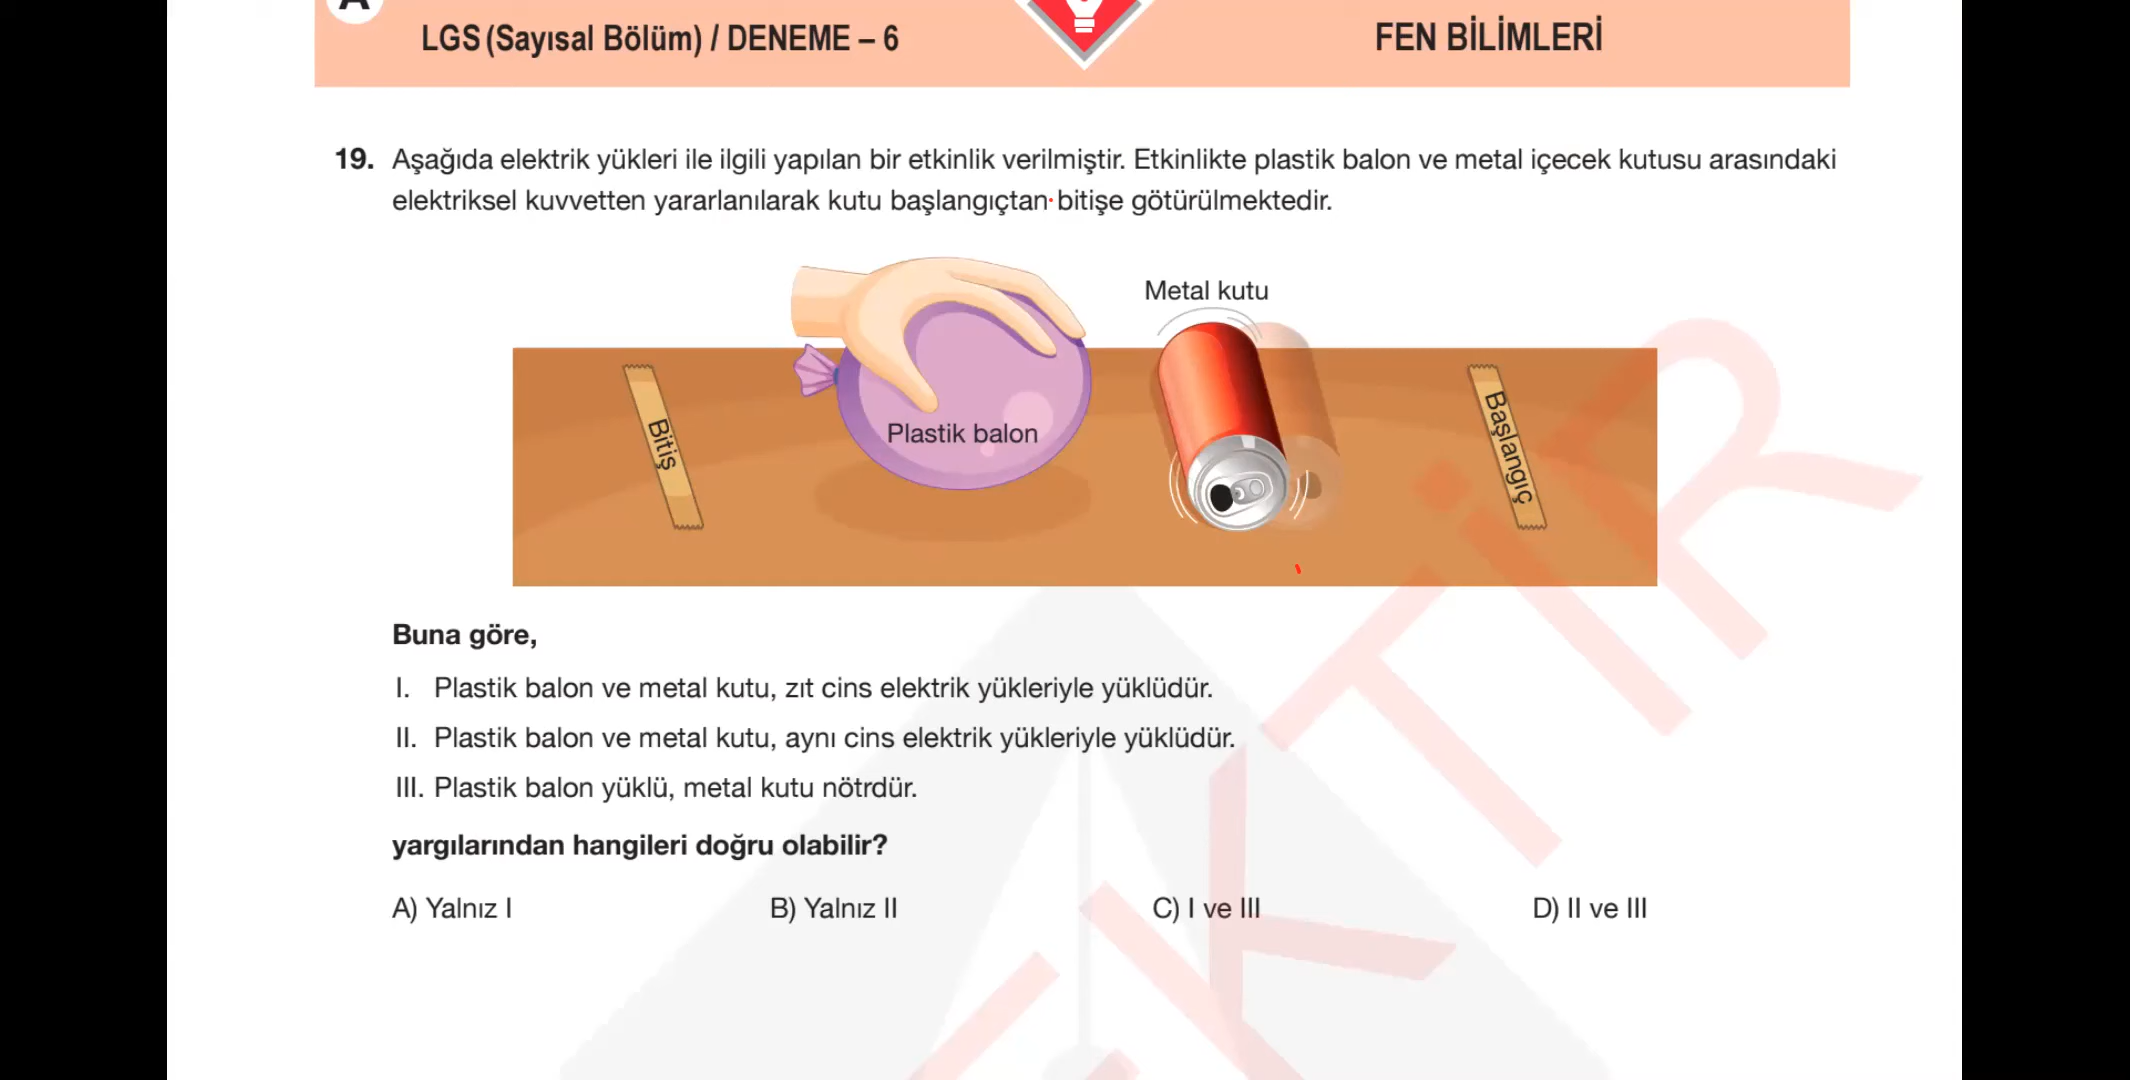 A
LGS (Sayısal Bölüm) / DENEME – 6
FEN BİLİMLERİ
19. Aşağıda elektrik yükleri ile ilgili yapılan bir etkinlik verilmiştir. Etkinlikte plastik balon ve metal içecek kutusu arasındaki
elektriksel kuvvetten yararlanılarak kutu başlangıçtan bitişe götürülmektedir.
Metal kutu
Bitiş
Plastik balon
Başlangıç
Buna göre,
I. Plastik balon ve metal kutu, zıt cins elektrik yükleriyle yüklüdür.
II. Plastik balon ve metal kutu, aynı cins elektrik yükleriyle yüklüdür.
III. Plastik balon yüklü, metal kutu nötrdür.
yargılarından hangileri doğru olabilir?
A) Yalnız I
B) Yalnız II
C) I ve III
D) II ve III